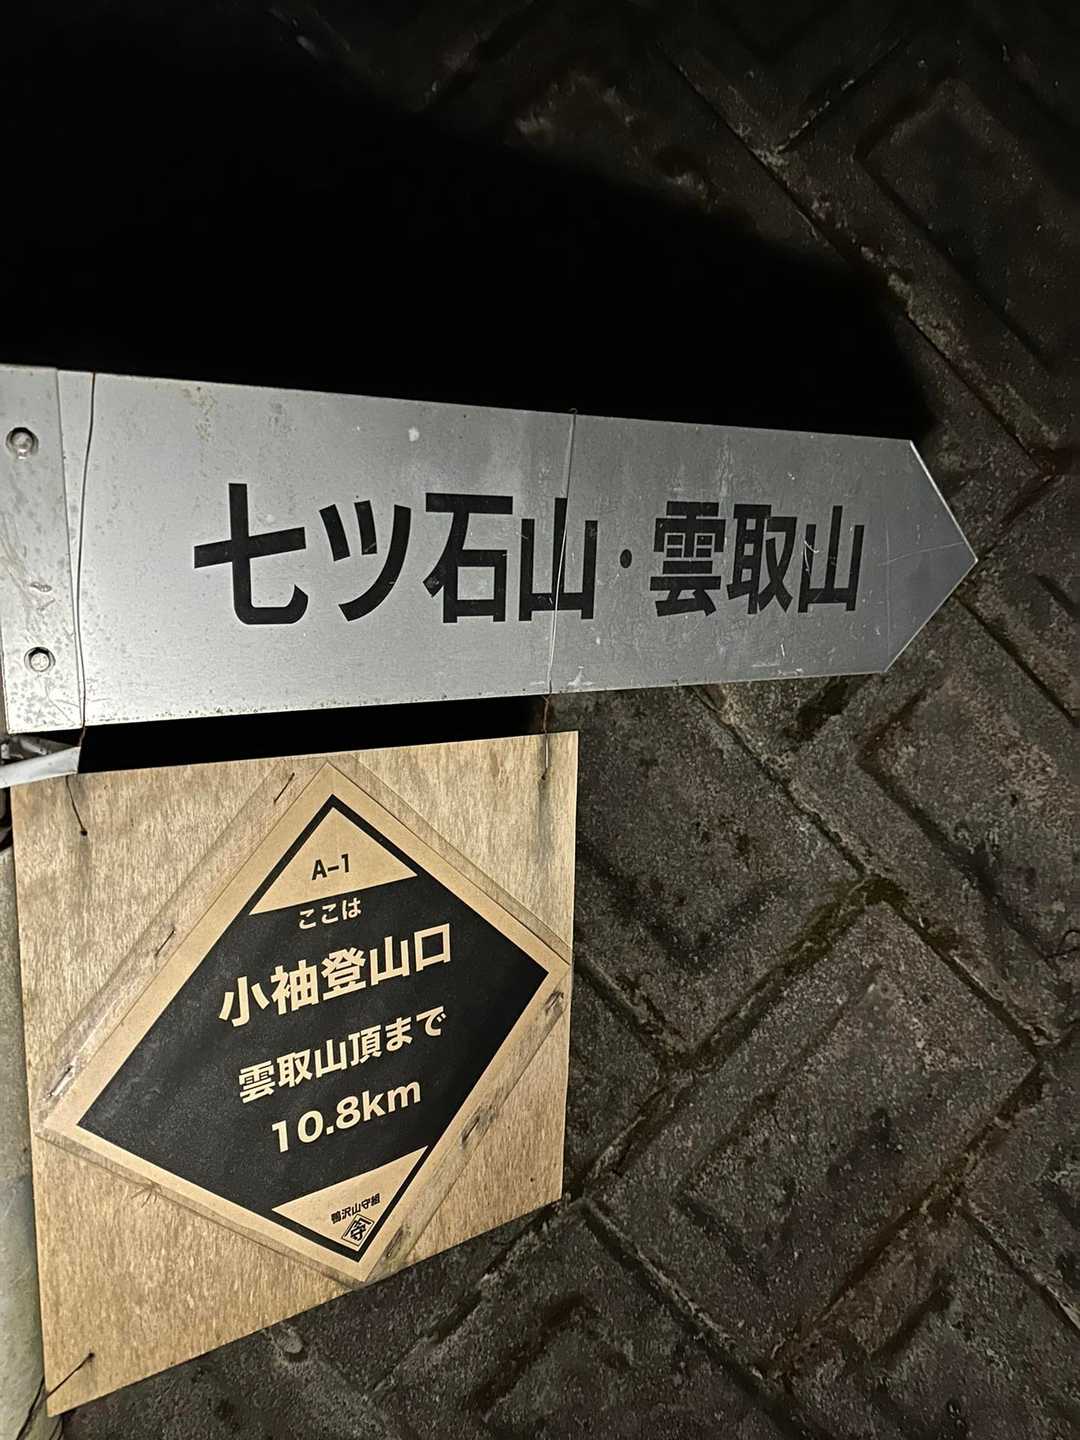 七ツ石山・雲取山
A-1
ここは
小袖登山口
雲取山頂まで
10.8km
鴨沢山守組